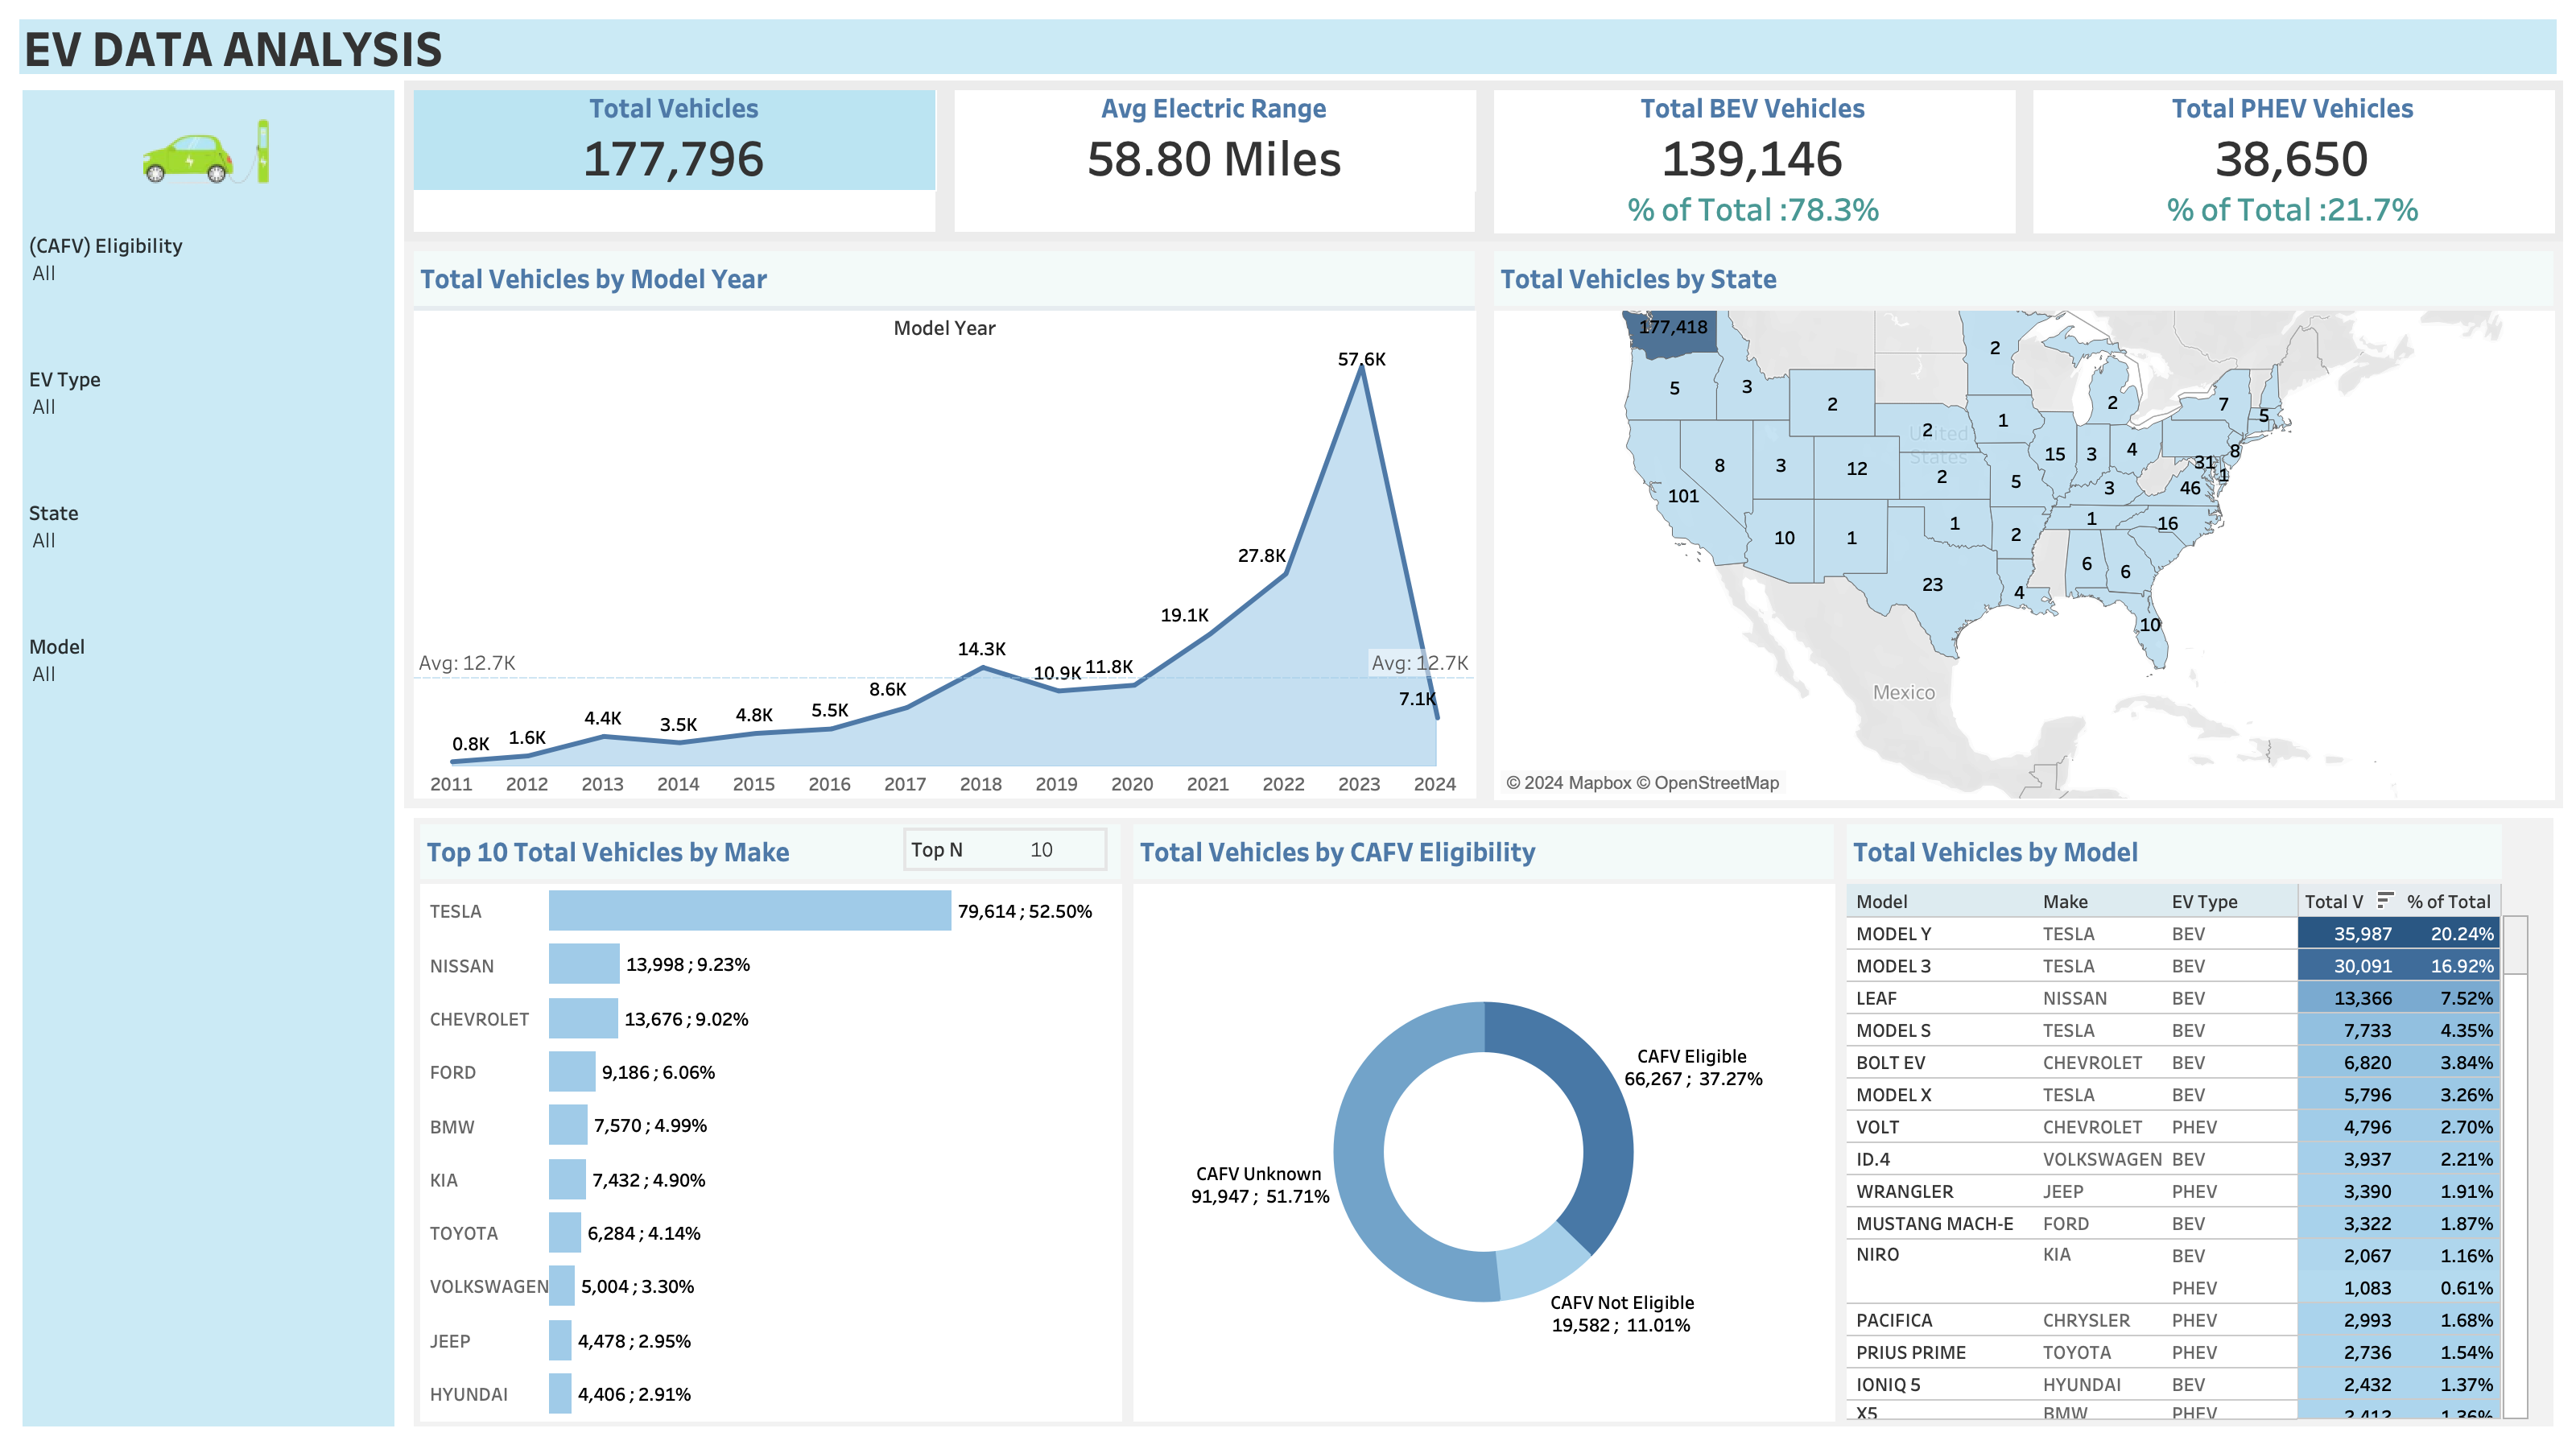 EV DATA ANALYSIS
(CAFV) Eligibility
All
EV Type
All
State
All
Model
All
Total Vehicles
177,796
Avg Electric Range
58.80 Miles
Total BEV Vehicles
139,146
% of Total :78.3%
Total PHEV Vehicles
38,650
% of Total :21.7%
Total Vehicles by Model Year
Model Year
57.6K
27.8K
19.1K
14.3K
10.9K 11.8K
8.6K
7.1K
5.5K
4.8K
3.5K
4.4K
1.6K
0.8K
Avg: 12.7K
Avg: 12.7K
2011 2012 2013 2014 2015 2016 2017 2018 2019 2020 2021 2022 2023 2024
Total Vehicles by State
177,418
2
5
3
2
2
7
5
2
1
8
15
3
4
31
1
8
3
12
2
5
3
46
101
10
1
1
2
1
16
23
4
6
6
10
United
States
Mexico
© 2024 Mapbox © OpenStreetMap
Top 10 Total Vehicles by Make
Top N 10
TESLA 79,614 ; 52.50%
NISSAN 13,998 ; 9.23%
CHEVROLET 13,676 ; 9.02%
FORD 9,186 ; 6.06%
BMW 7,570 ; 4.99%
KIA 7,432 ; 4.90%
TOYOTA 6,284 ; 4.14%
VOLKSWAGEN 5,004 ; 3.30%
JEEP 4,478 ; 2.95%
HYUNDAI 4,406 ; 2.91%
Total Vehicles by CAFV Eligibility
CAFV Eligible
66,267 ; 37.27%
CAFV Unknown
91,947 ; 51.71%
CAFV Not Eligible
19,582 ; 11.01%
Total Vehicles by Model
Model Make EV Type Total V % of Total
MODEL Y TESLA BEV 35,987 20.24%
MODEL 3 TESLA BEV 30,091 16.92%
LEAF NISSAN BEV 13,366 7.52%
MODEL S TESLA BEV 7,733 4.35%
BOLT EV CHEVROLET BEV 6,820 3.84%
MODEL X TESLA BEV 5,796 3.26%
VOLT CHEVROLET PHEV 4,796 2.70%
ID.4 VOLKSWAGEN BEV 3,937 2.21%
WRANGLER JEEP PHEV 3,390 1.91%
MUSTANG MACH-E FORD BEV 3,322 1.87%
NIRO KIA BEV 2,067 1.16%
PHEV 1,083 0.61%
PACIFICA CHRYSLER PHEV 2,993 1.68%
PRIUS PRIME TOYOTA PHEV 2,736 1.54%
IONIQ 5 HYUNDAI BEV 2,432 1.37%
X5 BMW PHEV 2,412 1.36%